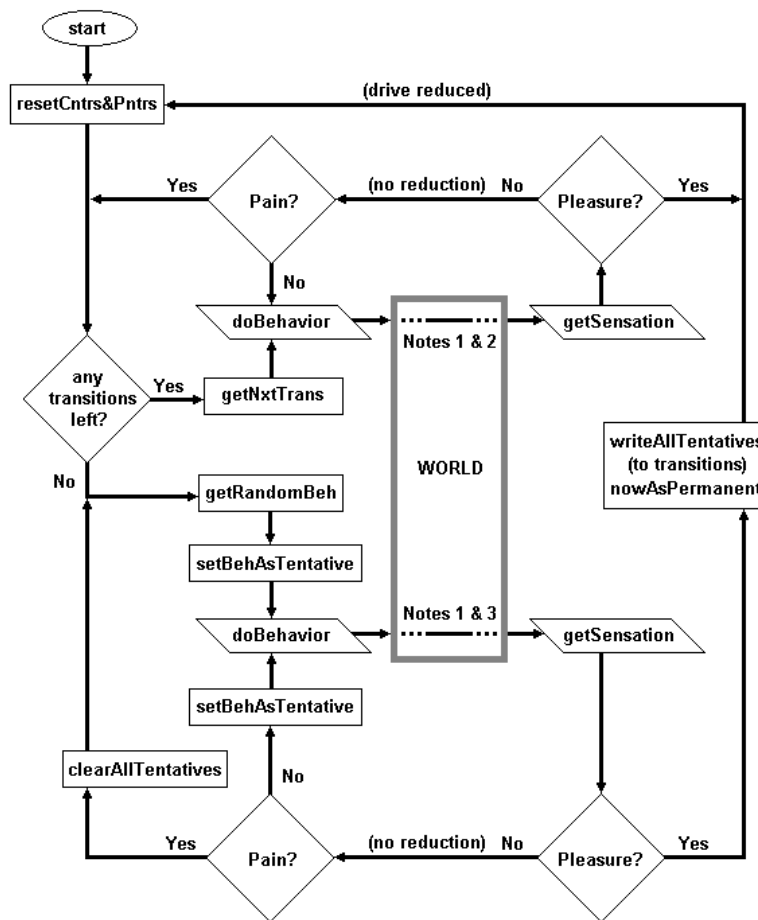 start
resetCntrs&Pntrs
(drive reduced)
Yes
Pain?
(no reduction)
No
Pleasure?
Yes
No
doBehavior
Notes 1 & 2
getSensation
any
transitions
left?
Yes
getNxtTrans
No
WORLD
writeAllTentatives
(to transitions)
nowAsPermanent
getRandomBeh
setBehAsTentative
doBehavior
Notes 1 & 3
getSensation
setBehAsTentative
clearAllTentatives
No
Yes
Pain?
(no reduction)
No
Pleasure?
Yes